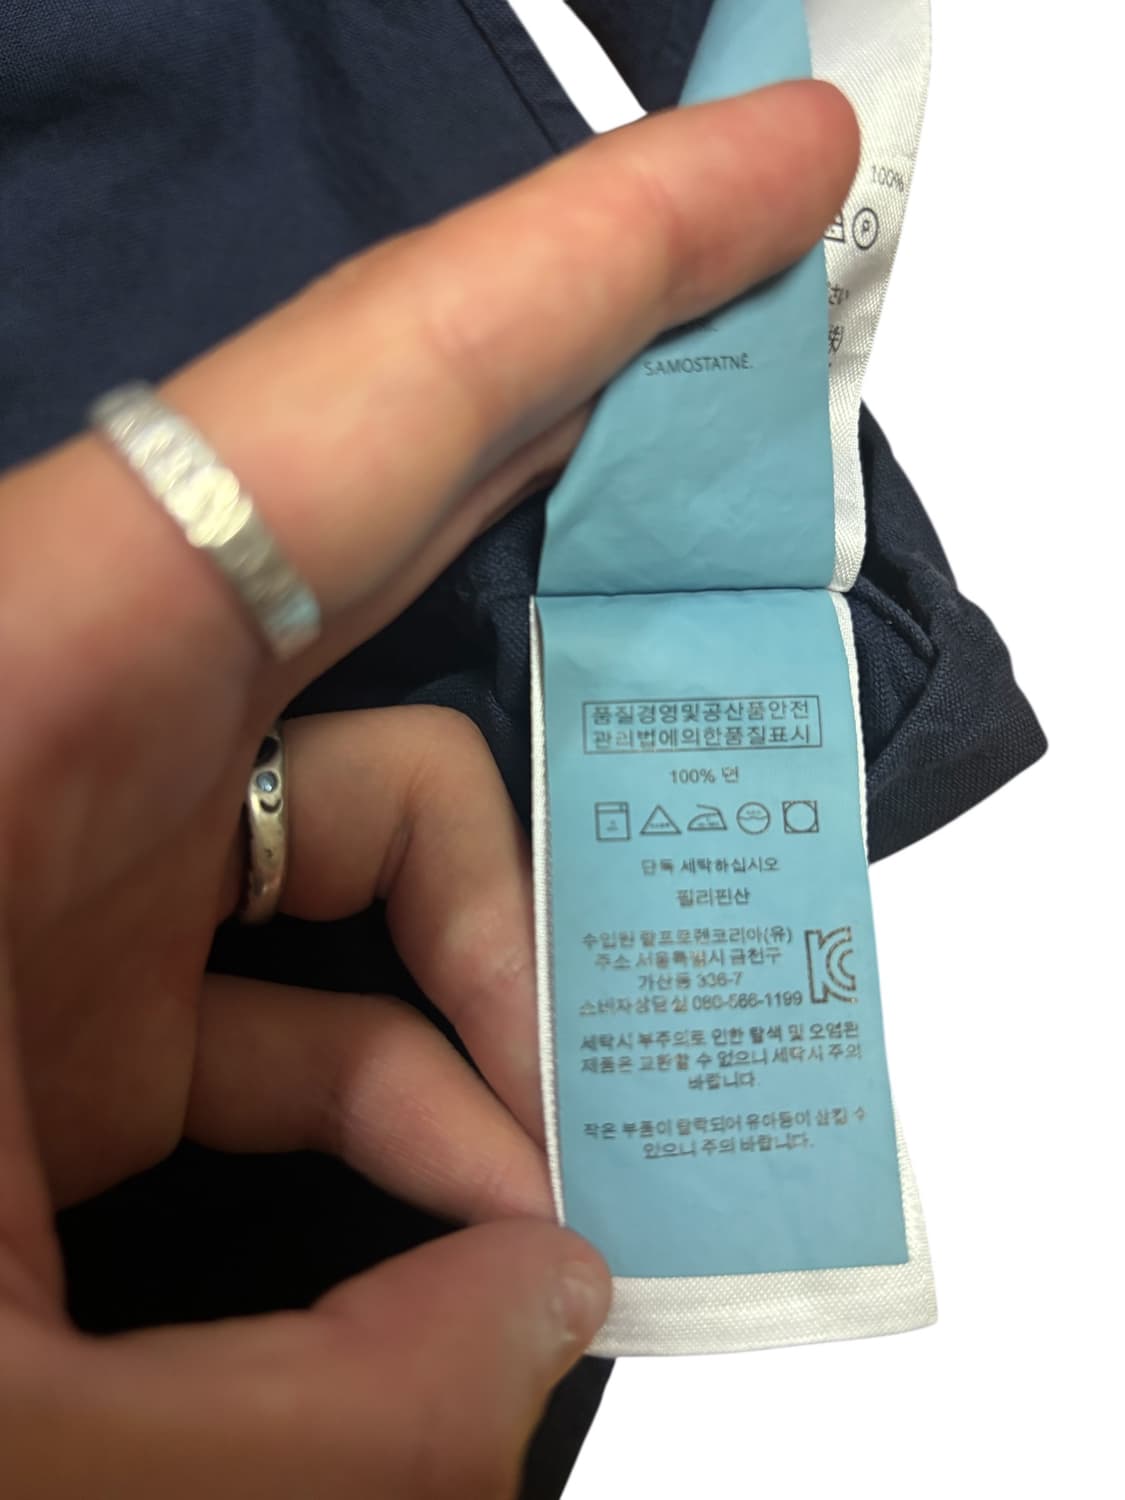 100%
P
SAMOSTATNĚ.
품질경영및공산품안전
관리법에의한품질표시
100% 면
단독 세탁하십시오
필리핀산
수입원 랄프로렌코리아(유)
주소 서울특별시 금천구
가산동 336-7
소비자상담실 080-566-1199
세탁시 부주의로 인한 탈색 및 오염된
제품은 교환할 수 없으니 세탁시 주의
바랍니다.
작은 부품이 탈락되어 유아등이 삼킬 수
있으니 주의 바랍니다.